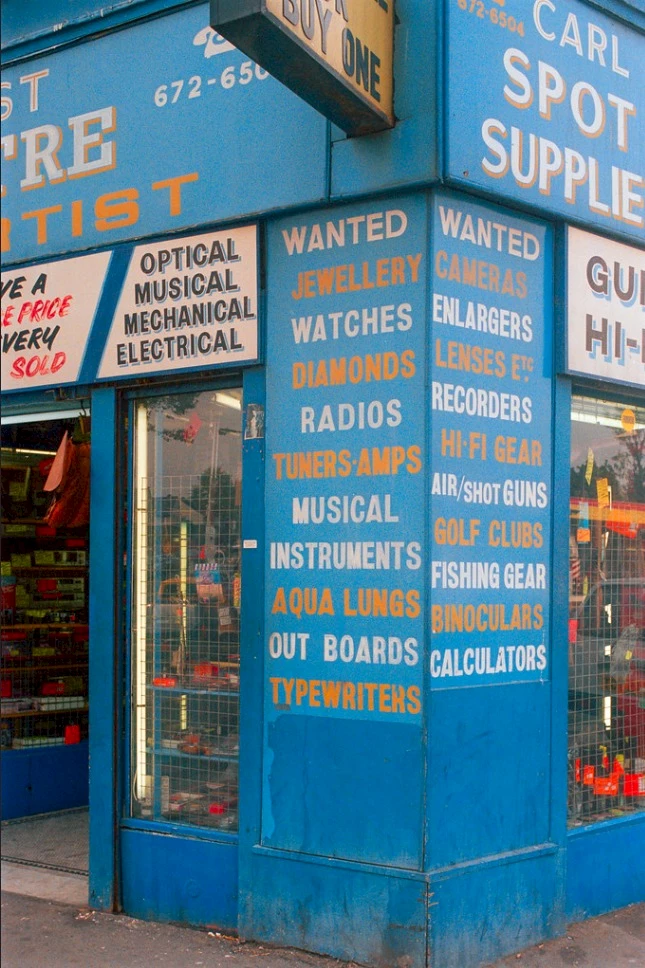 BUY ONE
672-6504
CARL
SPOT
SUPPLIE
672-650
ST
TRE
TIST
VE A
E PRICE
VERY
SOLD
OPTICAL
MUSICAL
MECHANICAL
ELECTRICAL
WANTED
JEWELLERY
WATCHES
DIAMONDS
RADIOS
TUNERS·AMPS
MUSICAL
INSTRUMENTS
AQUA LUNGS
OUT BOARDS
TYPEWRITERS
WANTED
CAMERAS
ENLARGERS
LENSES ETC
RECORDERS
HI-FI GEAR
AIR/SHOT GUNS
GOLF CLUBS
FISHING GEAR
BINOCULARS
CALCULATORS
GU
HI-